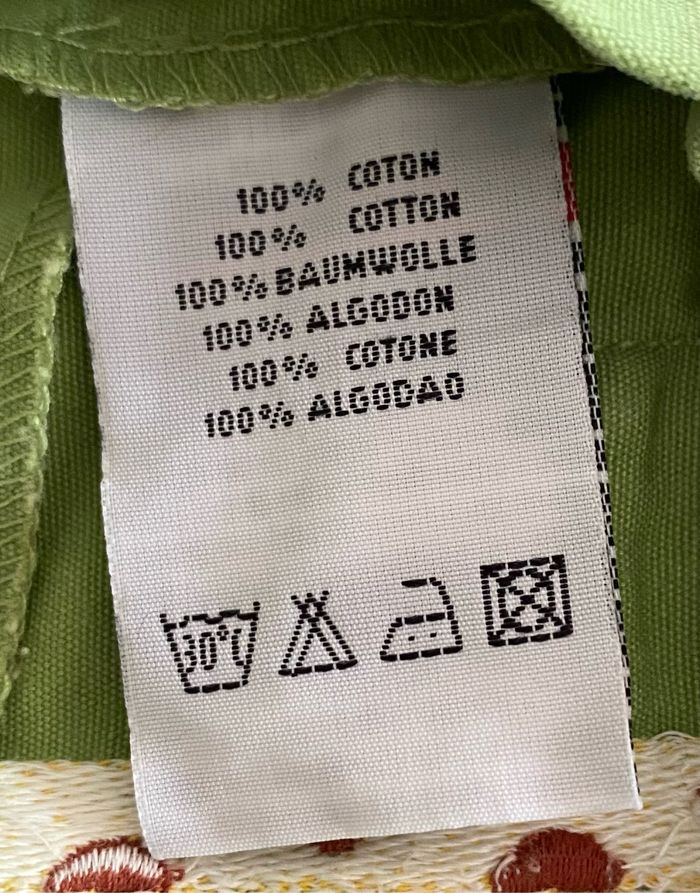 100% COTON
100% COTTON
100% BAUMWOLLE
100% ALGODON
100% COTONE
100% ALGODAO
30°C